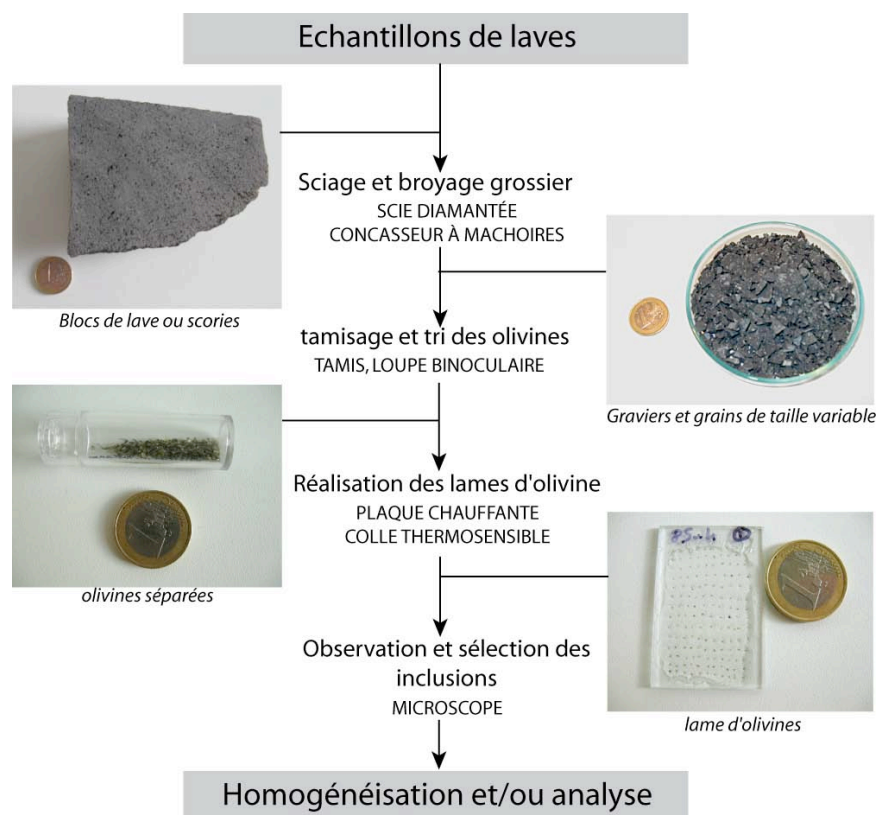 Echantillons de laves
Sciage et broyage grossier
SCIE DIAMANTÉE
CONCASSEUR À MACHOIRES
Blocs de lave ou scories
tamisage et tri des olivines
TAMIS, LOUPE BINOCULAIRE
Graviers et grains de taille variable
Réalisation des lames d'olivine
PLAQUE CHAUFFANTE
COLLE THERMOSENSIBLE
olivines séparées
Observation et sélection des
inclusions
MICROSCOPE
lame d'olivines
Homogénéisation et/ou analyse